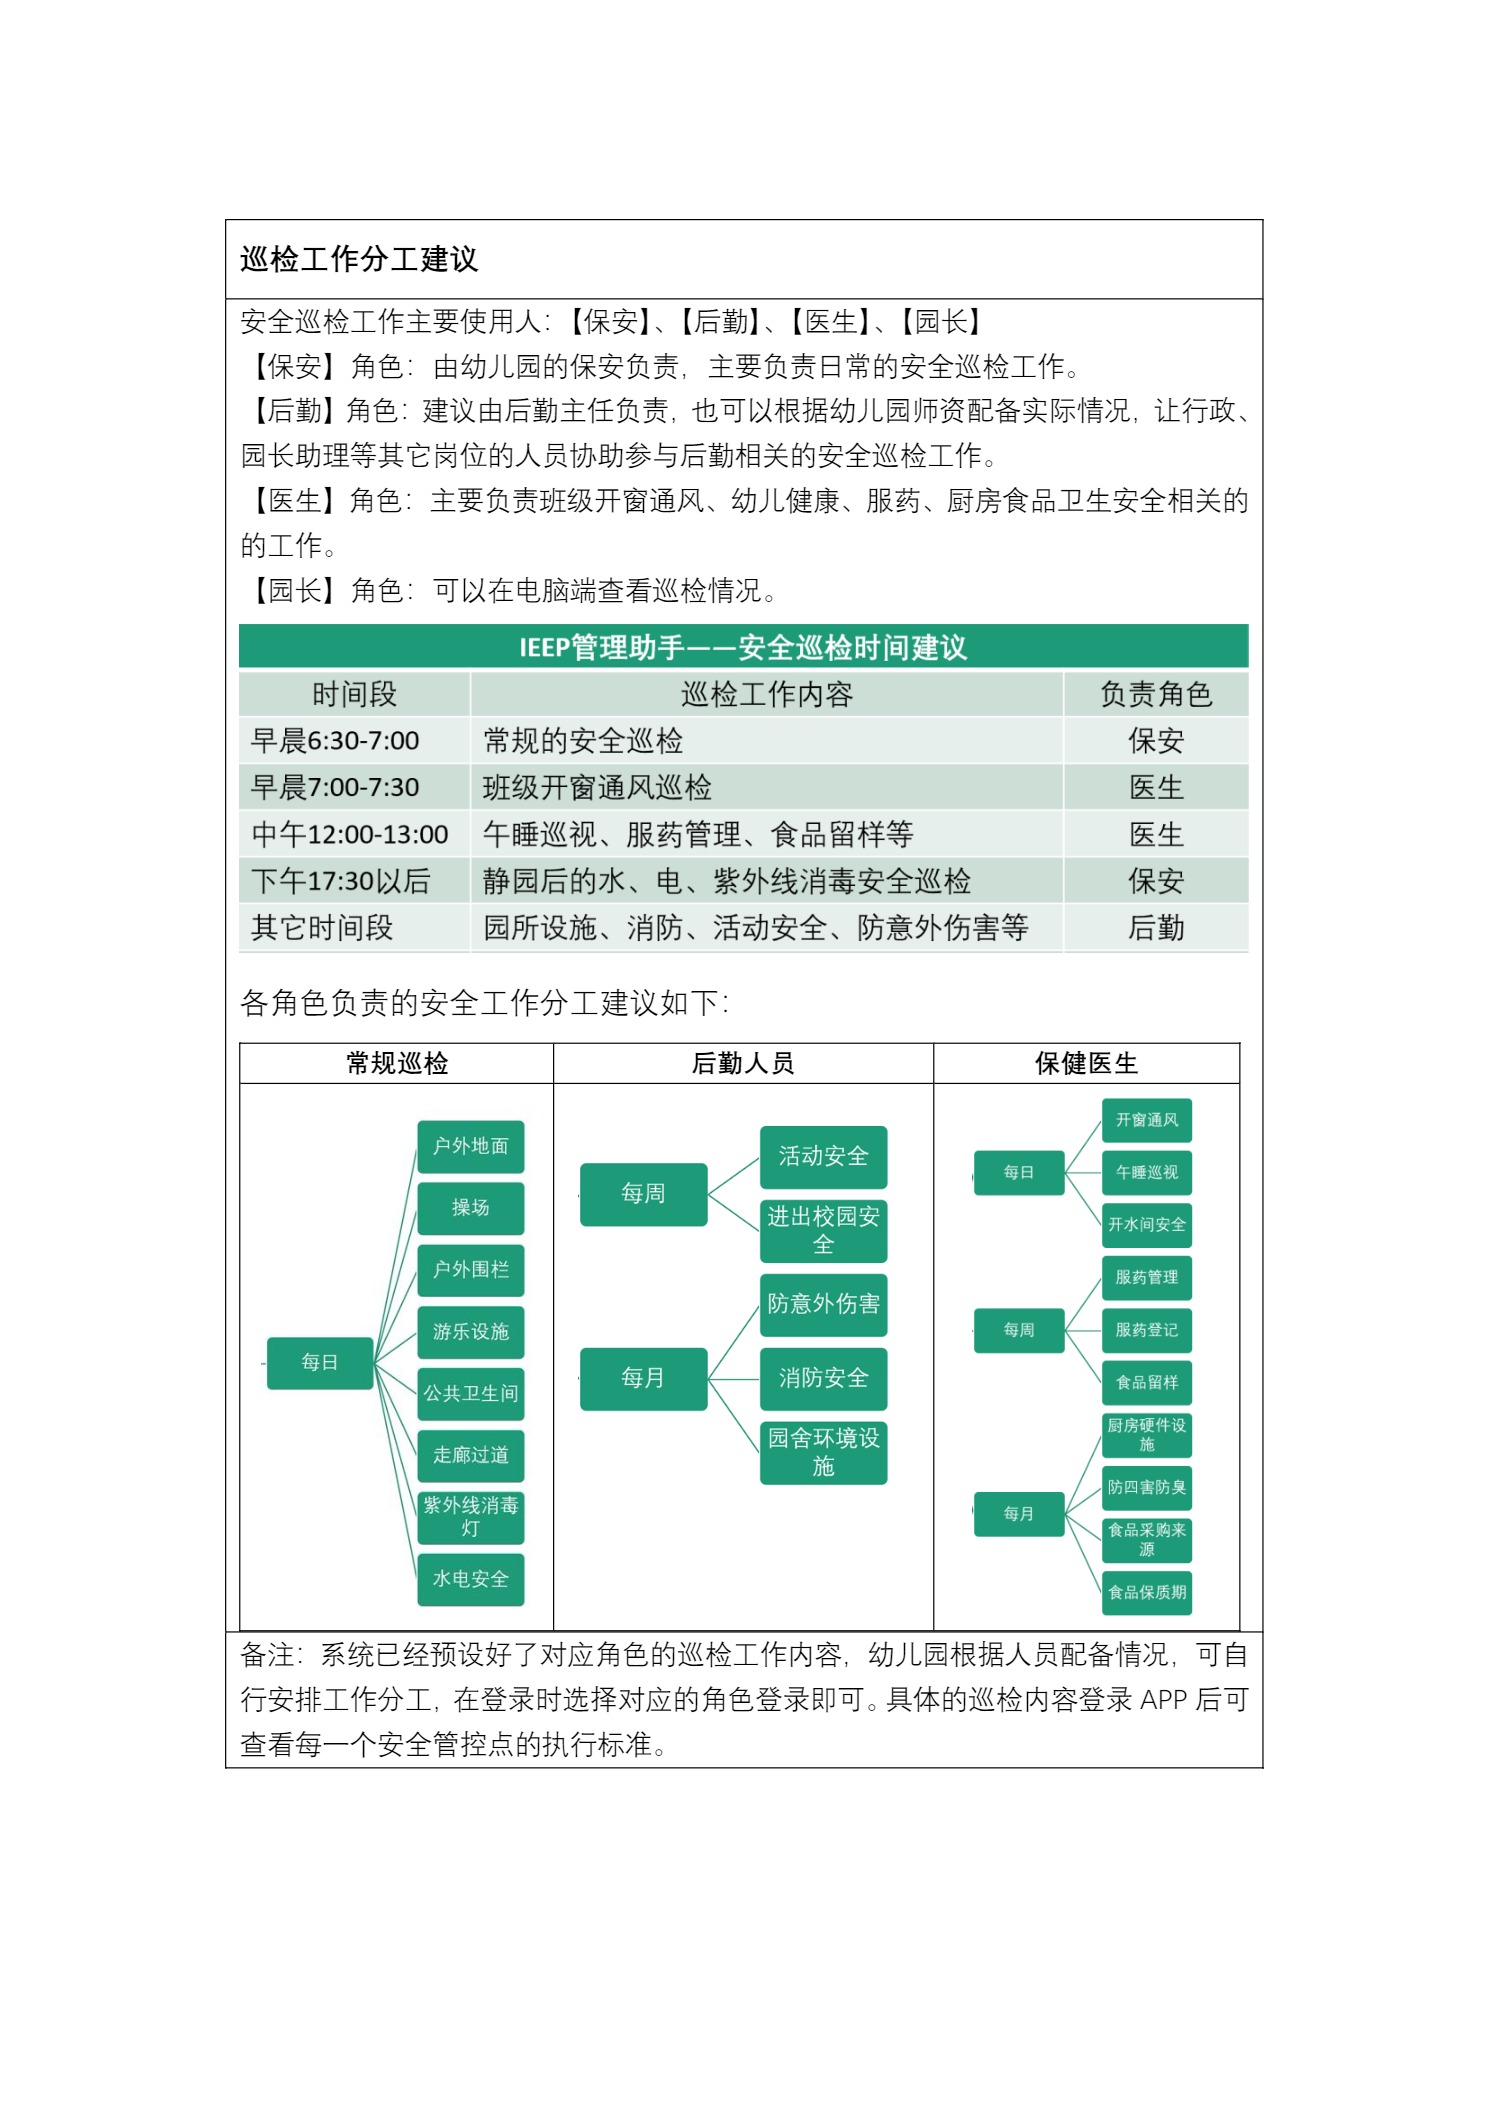 巡检工作分工建议
安全巡检工作主要使用人：【保安】、【后勤】、【医生】、【园长】
【保安】角色：由幼儿园的保安负责，主要负责日常的安全巡检工作。
【后勤】角色：建议由后勤主任负责，也可以根据幼儿园师资配备实际情况，让行政、
园长助理等其它岗位的人员协助参与后勤相关的安全巡检工作。
【医生】角色：主要负责班级开窗通风、幼儿健康、服药、厨房食品卫生安全相关的
的工作。
【园长】角色：可以在电脑端查看巡检情况。
IEEP管理助手——安全巡检时间建议
时间段 巡检工作内容 负责角色
早晨6:30-7:00 常规的安全巡检 保安
早晨7:00-7:30 班级开窗通风巡检 医生
中午12:00-13:00 午睡巡视、服药管理、食品留样等 医生
下午17:30以后 静园后的水、电、紫外线消毒安全巡检 保安
其它时间段 园所设施、消防、活动安全、防意外伤害等 后勤
各角色负责的安全工作分工建议如下：
常规巡检
每日
户外地面
操场
户外围栏
游乐设施
公共卫生间
走廊过道
紫外线消毒
灯
水电安全
后勤人员
每周
活动安全
进出校园安
全
每月
防意外伤害
消防安全
园舍环境设
施
保健医生
每日
开窗通风
午睡巡视
开水间安全
每周
服药管理
服药登记
食品留样
每月
厨房硬件设
施
防四害防臭
食品采购来
源
食品保质期
备注：系统已经预设好了对应角色的巡检工作内容，幼儿园根据人员配备情况，可自
行安排工作分工，在登录时选择对应的角色登录即可。具体的巡检内容登录 APP 后可
查看每一个安全管控点的执行标准。